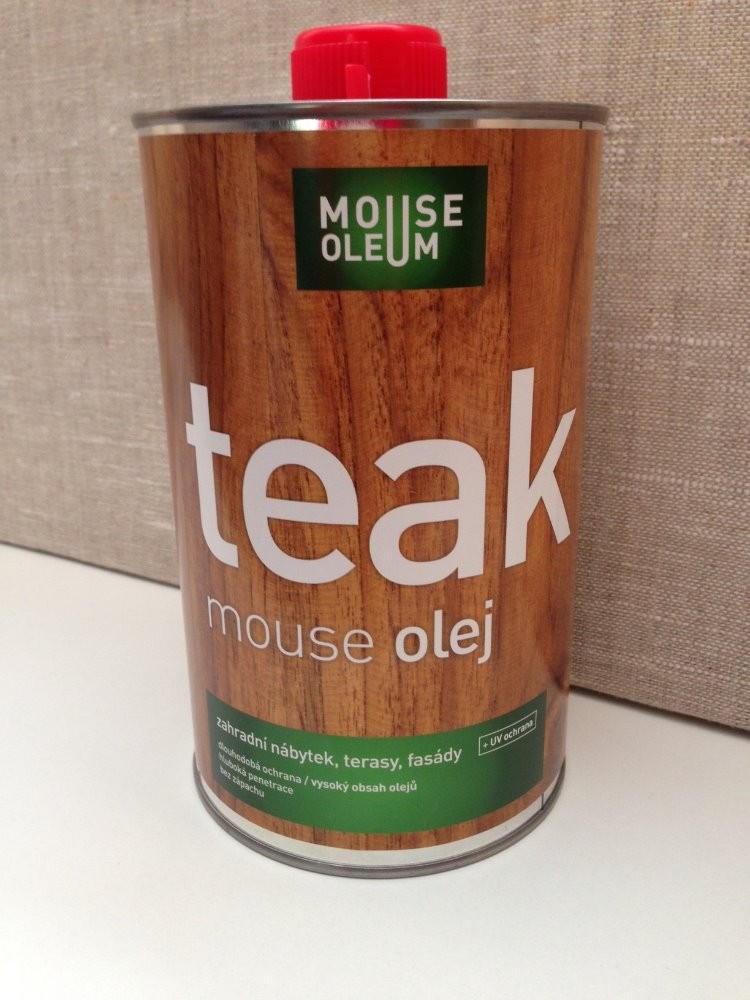 MOUSE
OLEUM
teak
mouse olej
zahradní nábytek, terasy, fasády
+ UV ochrana
dlouhodobá ochrana / vysoký obsah olejů
hluboká penetrace
bez zápachu